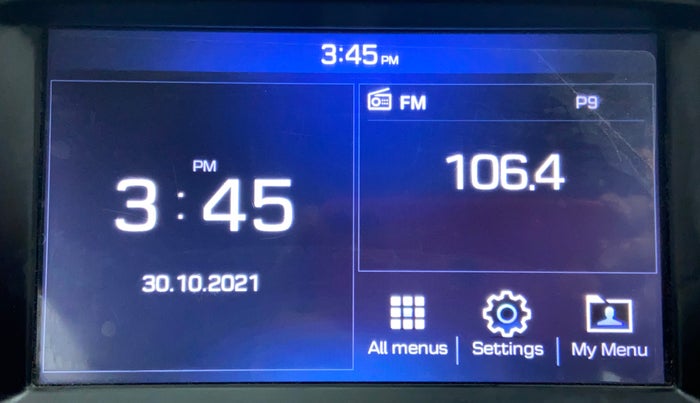 3:45 PM
FM P9
106.4
PM
3:45
30.10.2021
All menus Settings My Menu